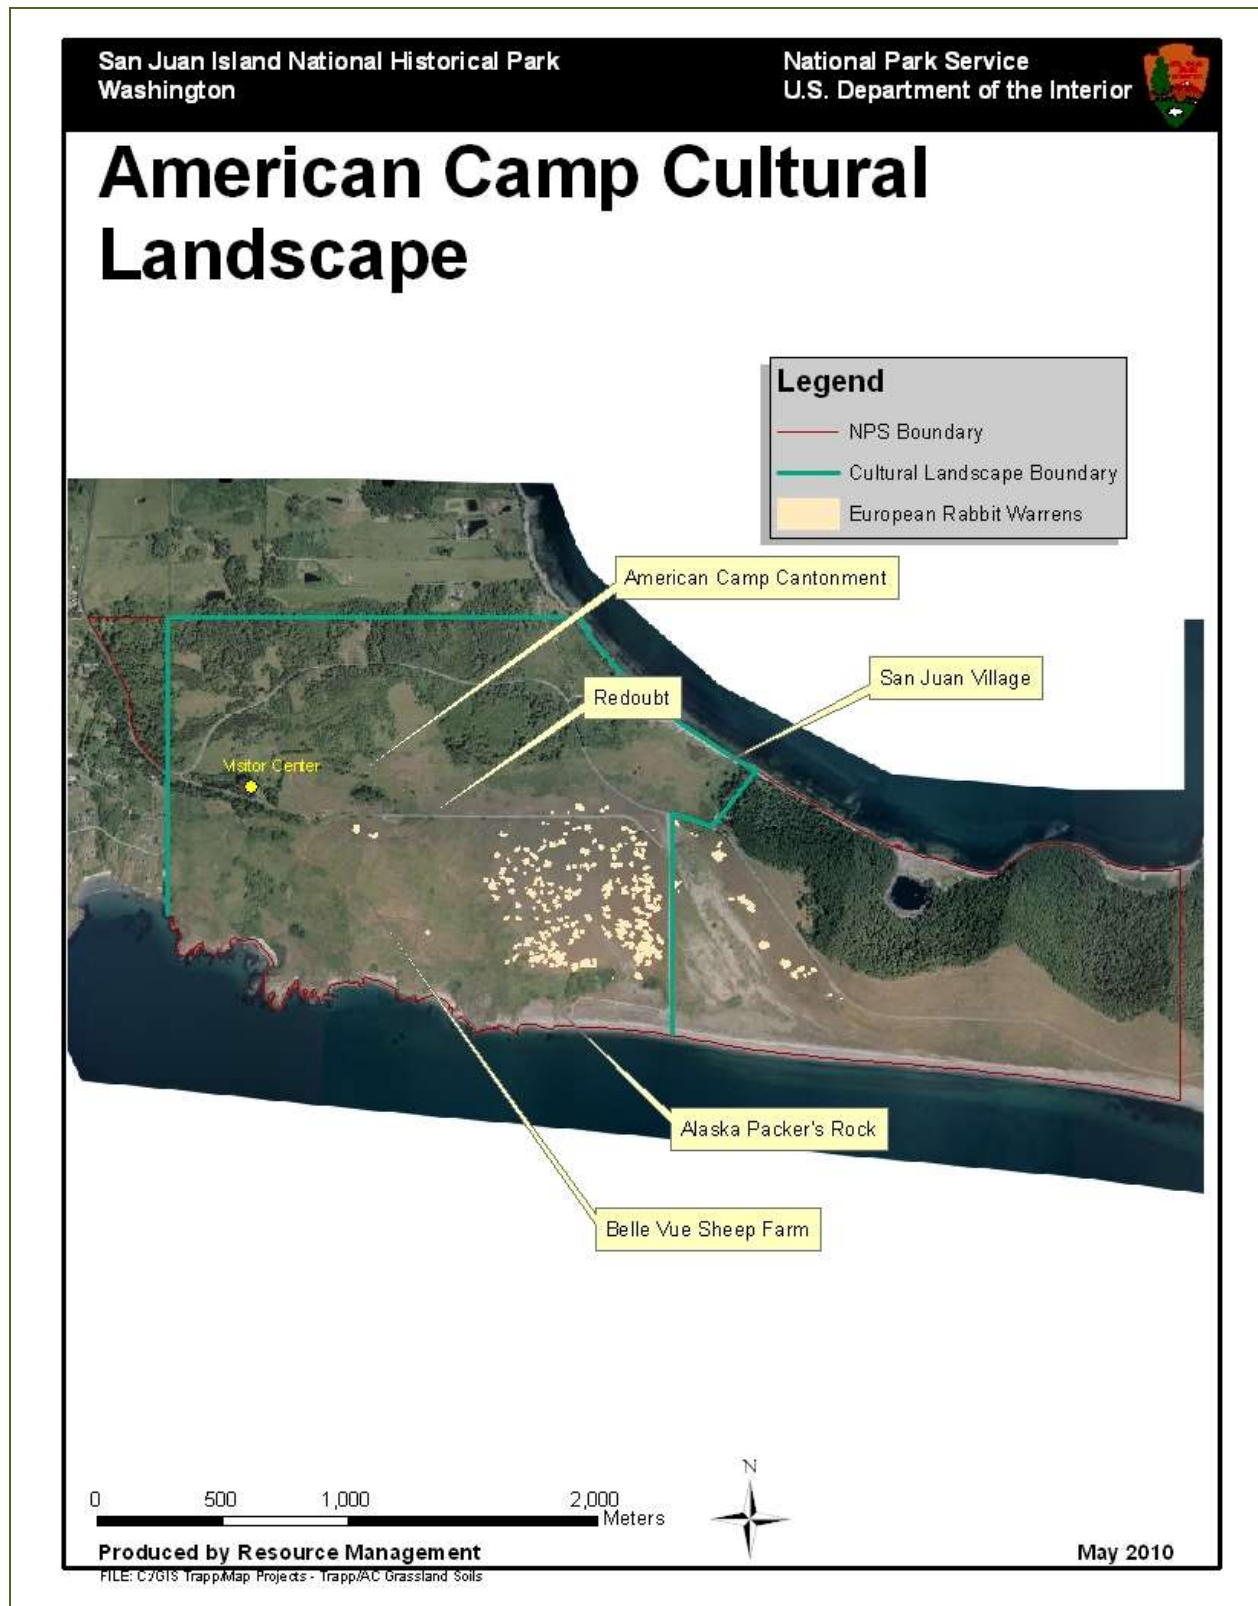 San Juan Island National Historical Park
Washington
National Park Service
U.S. Department of the Interior
American Camp Cultural
Landscape
Legend
NPS Boundary
Cultural Landscape Boundary
European Rabbit Warrens
American Camp Cantonment
San Juan Village
Redoubt
Visitor Center
Alaska Packer's Rock
Belle Vue Sheep Farm
N
0 500 1,000 2,000
Meters
Produced by Resource Management
May 2010
FILE: C:/GIS Trapp/Map Projects - Trapp/AC Grassland Soils